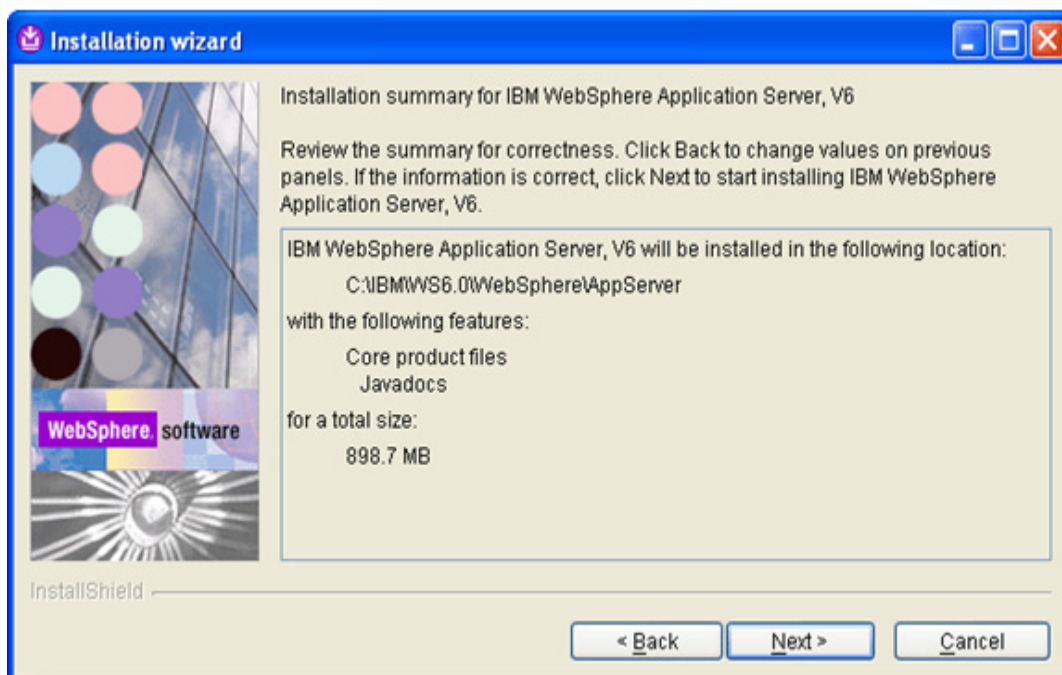 Installation wizard
Installation summary for IBM WebSphere Application Server, V6
Review the summary for correctness. Click Back to change values on previous
panels. If the information is correct, click Next to start installing IBM WebSphere
Application Server, V6.
IBM WebSphere Application Server, V6 will be installed in the following location:
C:\IBM\WS6.0\WebSphere\AppServer
with the following features:
Core product files
Javadocs
for a total size:
898.7 MB
WebSphere. software
InstallShield
< Back
Next >
Cancel